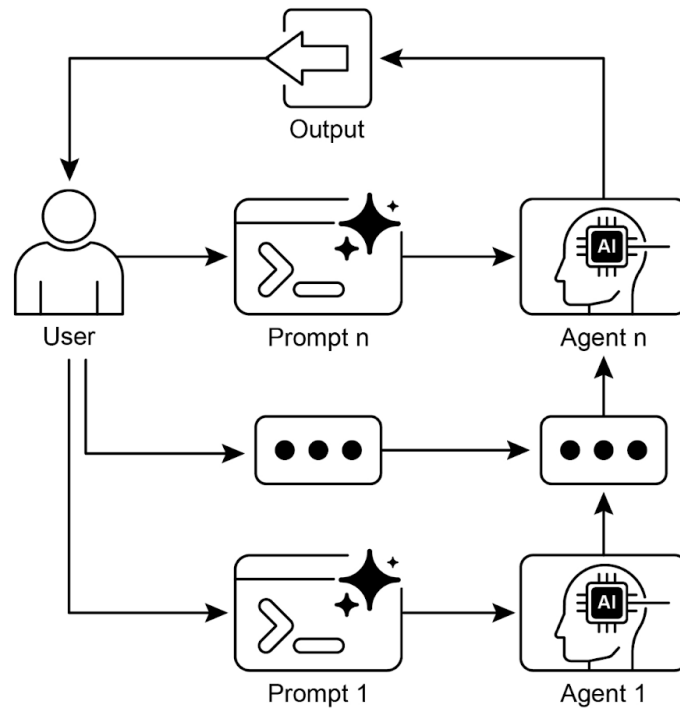 Output
AI
User
Prompt n
Agent n
AI
Prompt 1
Agent 1